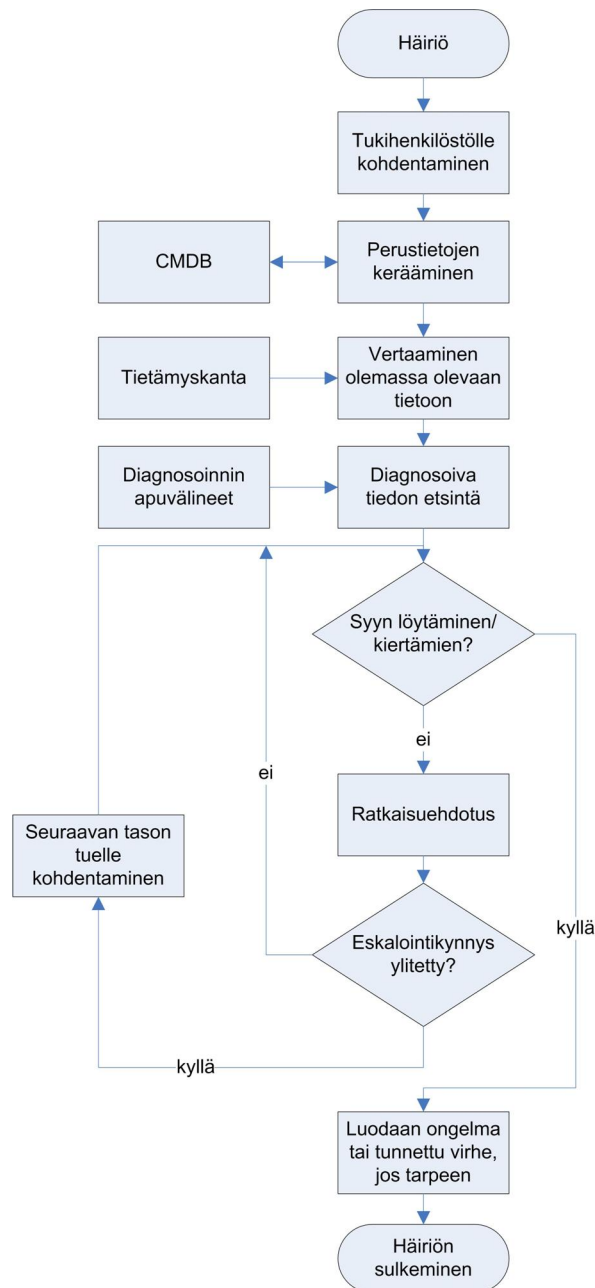 Häiriö
Tukihenkilöstölle
kohdentaminen
CMDB
Perustietojen
kerääminen
Tietämyskanta
Vertaaminen
olemassa olevaan
tietoon
Diagnosoinnin
apuvälineet
Diagnosoiva
tiedon etsintä
Syyn löytäminen/
kiertämien?
ei
ei
Ratkaisuehdotus
Seuraavan tason
tuelle
kohdentaminen
kyllä
Eskalointikynnys
ylitetty?
kyllä
Luodaan ongelma
tai tunnettu virhe,
jos tarpeen
Häiriön
sulkeminen